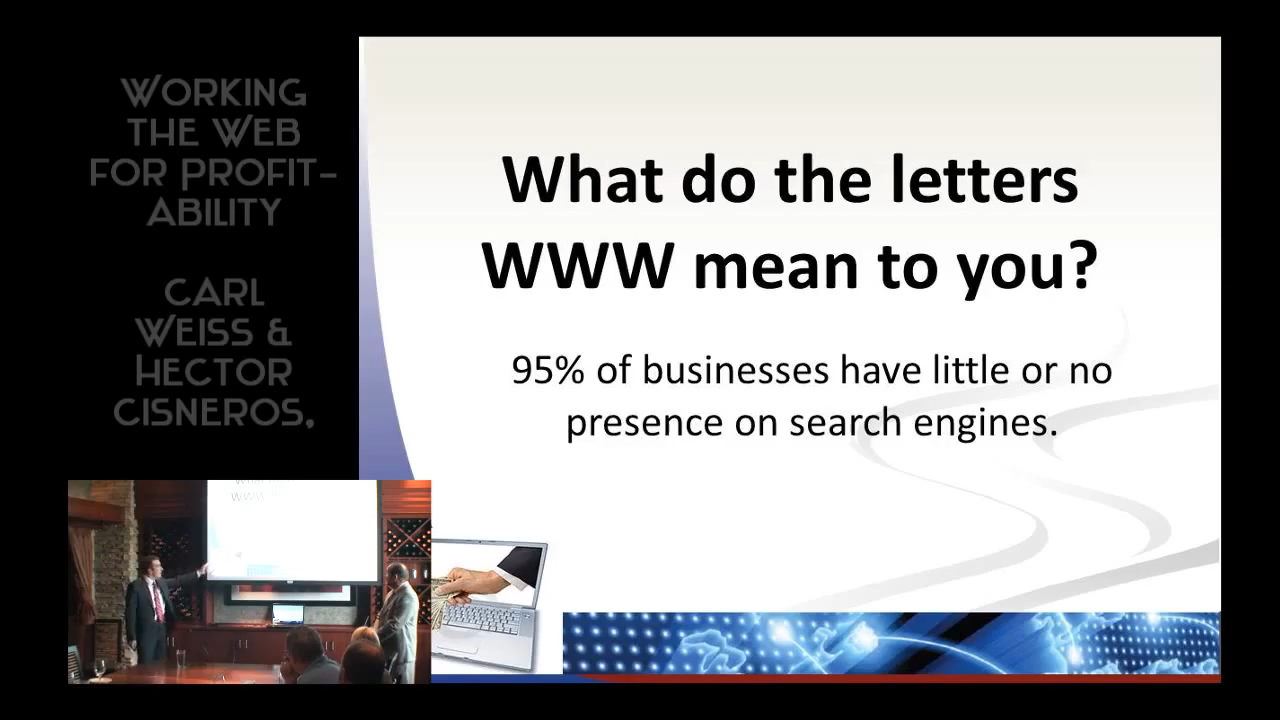 WORKING
THE WEB
FOR PROFIT-
ABILITY
CARL
WEISS &
HECTOR
CISNEROS,
What do the letters
WWW mean to you?
95% of businesses have little or no
presence on search engines.
WWW